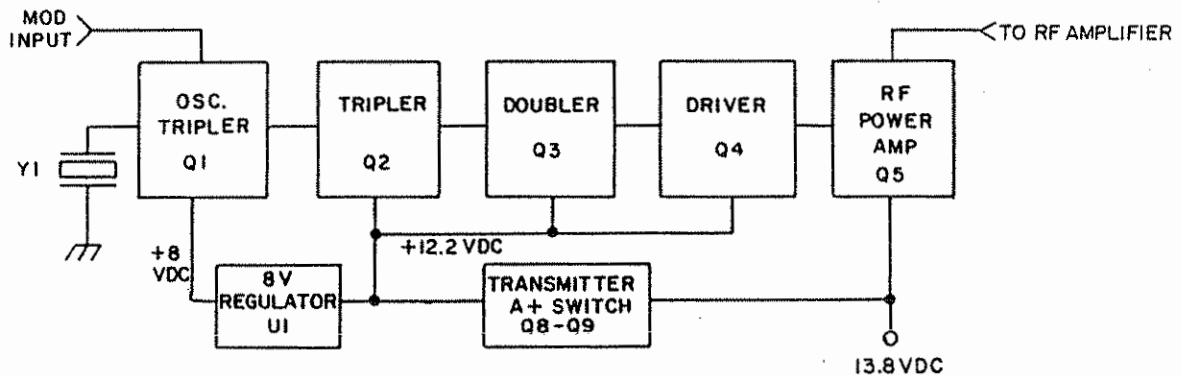 MOD
INPUT
TO RF AMPLIFIER
OSC.
TRIPLER
Q1
TRIPLER
Q2
DOUBLER
Q3
DRIVER
Q4
RF
POWER
AMP
Q5
Y1
+8
VDC
+12.2 VDC
8V
REGULATOR
U1
TRANSMITTER
A+ SWITCH
Q8-Q9
13.8 VDC